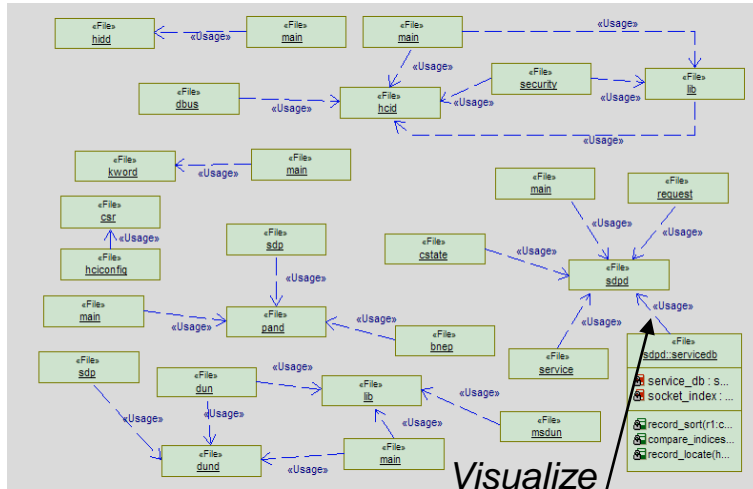 «File»
hidd
«Usage»
«File»
main
«File»
main
«Usage»
«Usage»
«File»
dbus
«Usage»
«File»
hcid
«Usage»
«File»
security
«Usage»
«File»
lib
«Usage»
«File»
kword
«Usage»
«File»
main
«File»
csr
«Usage»
«File»
hciconfig
«File»
sdp
«Usage»
«File»
main
«Usage»
«File»
pand
«Usage»
«File»
bnep
«File»
main
«File»
request
«Usage»
«Usage»
«File»
cstate
«Usage»
«File»
sdpd
«Usage»
«Usage»
«File»
service
«File»
sdpd::servicedb
service_db : s...
socket_index : ...
record_sort(r1:c...
compare_indices...
record_locate(h...
«File»
sdp
«Usage»
«File»
dun
«Usage»
«Usage»
«File»
lib
«Usage»
«Usage»
«File»
msdun
«File»
dund
«Usage»
«File»
main
Visualize